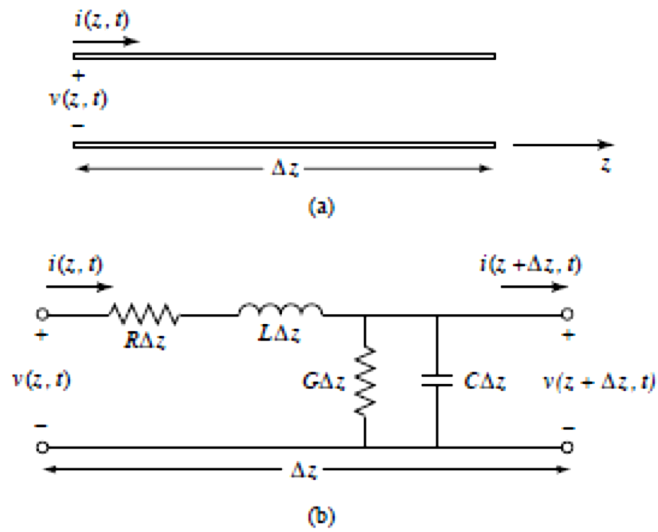 i(z, t)
+
v(z, t)
−
Δz
z
(a)
i(z, t)
i(z + Δz, t)
+
RΔz
LΔz
+
v(z, t)
GΔz
CΔz
v(z + Δz, t)
−
−
Δz
(b)